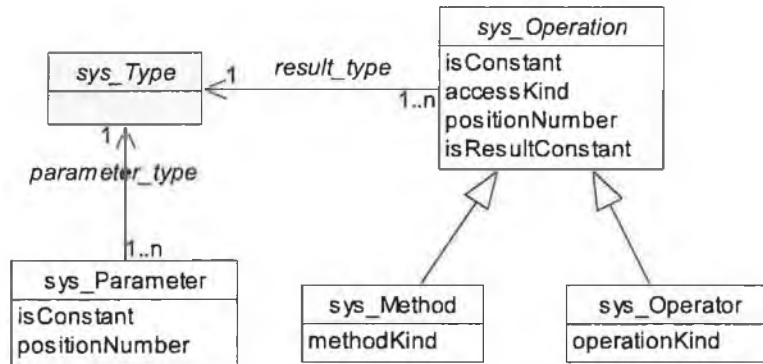 sys_Operation
isConstant
accessKind
positionNumber
isResultConstant
sys_Type
1
result_type
1..n
1
parameter_type
1..n
sys_Parameter
isConstant
positionNumber
sys_Method
methodKind
sys_Operator
operationKind